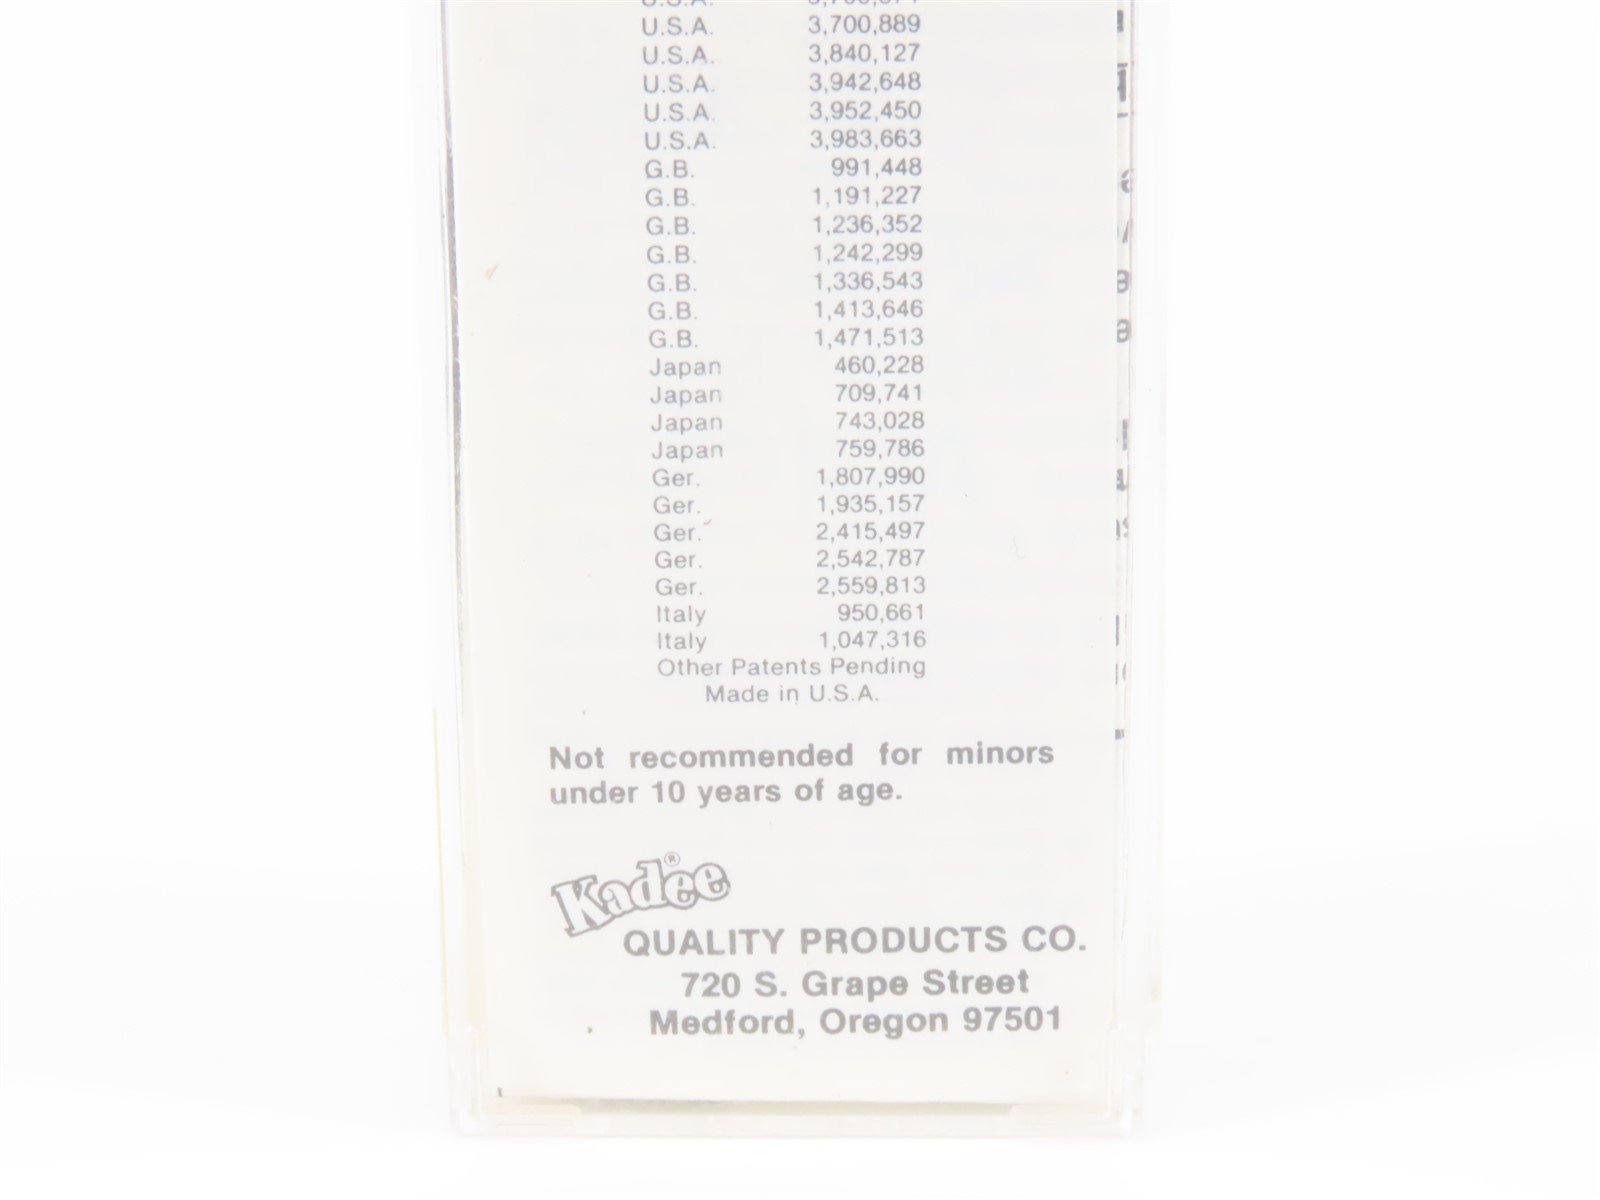 U.S.A. 3,700,889
U.S.A. 3,840,127
U.S.A. 3,942,648
U.S.A. 3,952,450
U.S.A. 3,983,663
G.B. 991,448
G.B. 1,191,227
G.B. 1,236,352
G.B. 1,242,299
G.B. 1,336,543
G.B. 1,413,646
G.B. 1,471,513
Japan 460,228
Japan 709,741
Japan 743,028
Japan 759,786
Ger. 1,807,990
Ger. 1,935,157
Ger. 2,415,497
Ger. 2,542,787
Ger. 2,559,813
Italy 950,661
Italy 1,047,316
Other Patents Pending
Made in U.S.A.
Not recommended for minors
under 10 years of age.
Kadee®
QUALITY PRODUCTS CO.
720 S. Grape Street
Medford, Oregon 97501